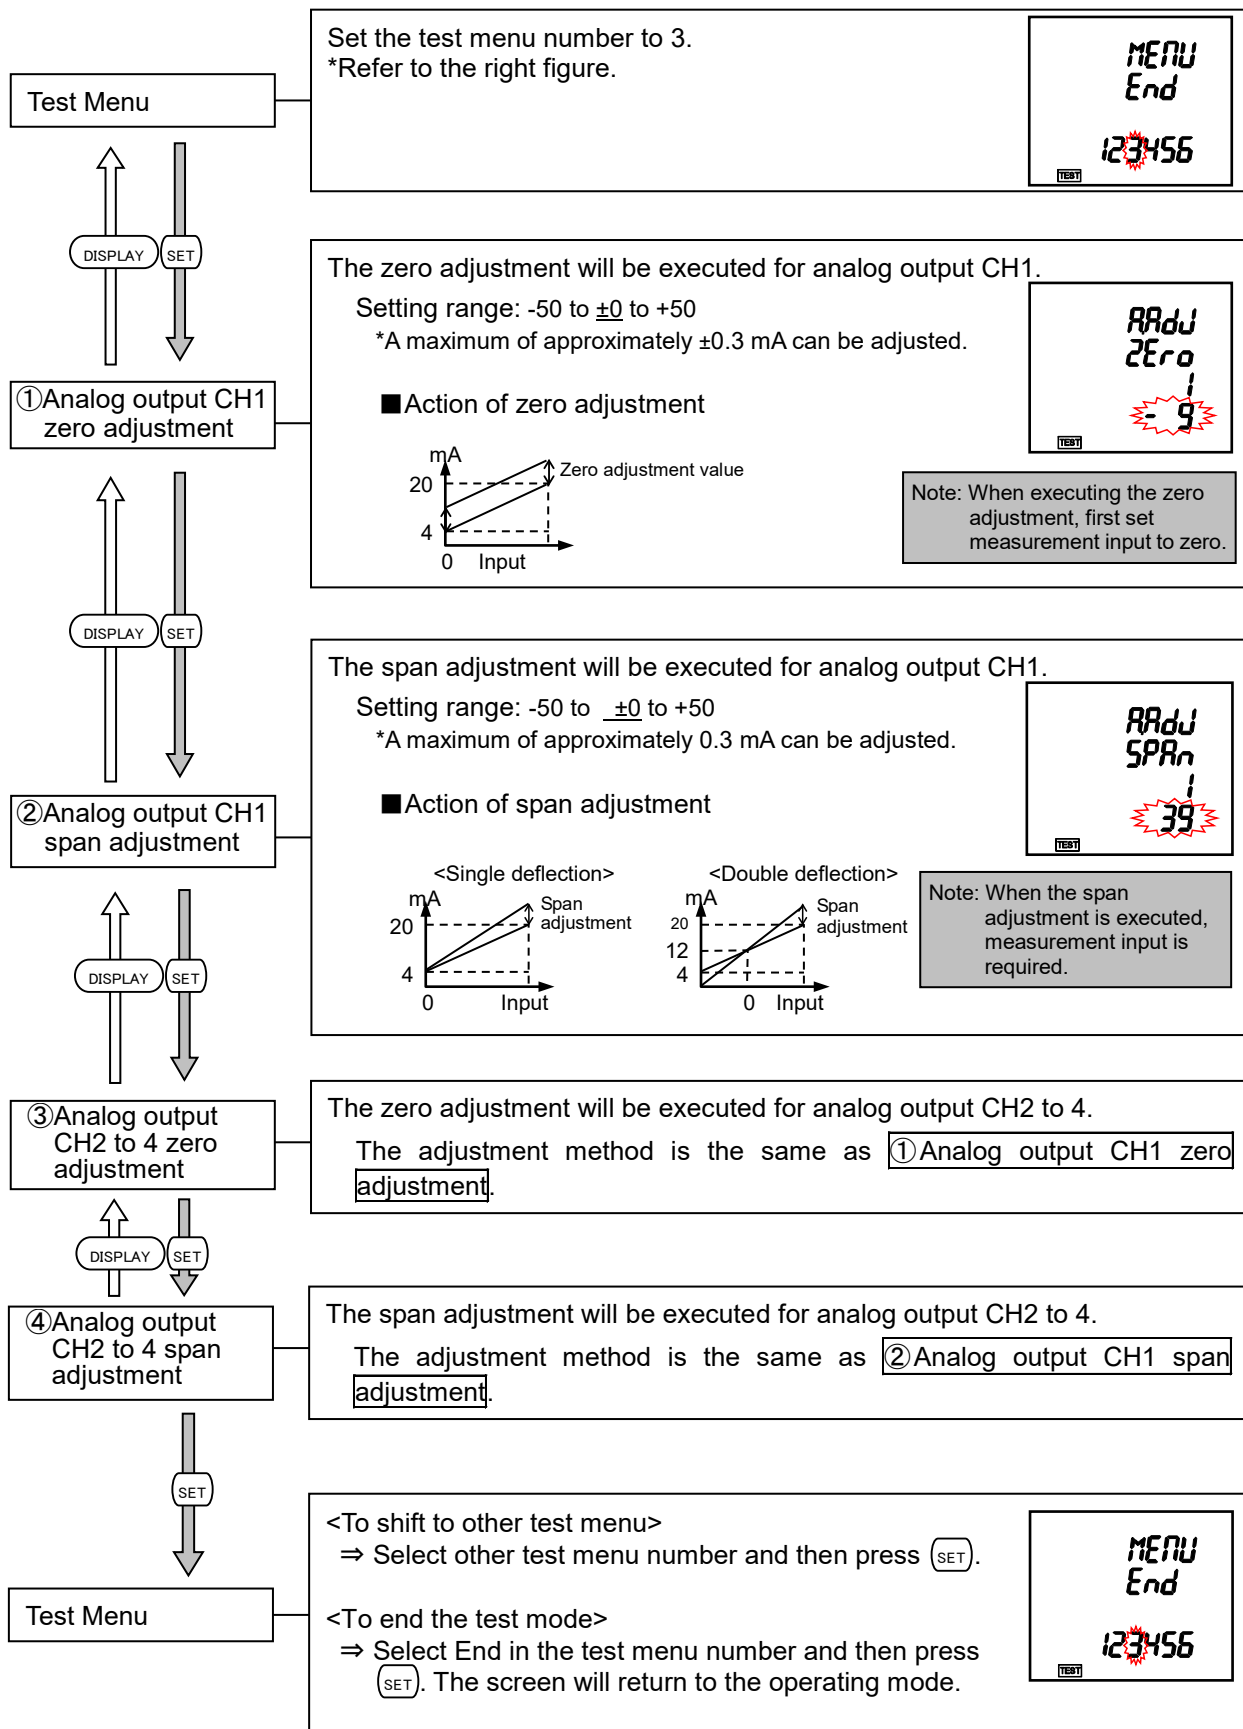 Test Menu
Set the test menu number to 3.
*Refer to the right figure.
MENU
End
123456
TEST
DISPLAY
SET
①Analog output CH1
zero adjustment
The zero adjustment will be executed for analog output CH1.
Setting range: -50 to ±0 to +50
*A maximum of approximately ±0.3 mA can be adjusted.
■Action of zero adjustment
mA
20
4
0
Input
Zero adjustment value
AAdJ
ZEro
1
- 9
TEST
Note: When executing the zero
adjustment, first set
measurement input to zero.
DISPLAY
SET
②Analog output CH1
span adjustment
The span adjustment will be executed for analog output CH1.
Setting range: -50 to ±0 to +50
*A maximum of approximately 0.3 mA can be adjusted.
■Action of span adjustment
<Single deflection>
mA
20
4
0
Input
Span
adjustment
<Double deflection>
mA
20
12
4
0
Input
Span
adjustment
AAdJ
SPAn
1
39
TEST
Note: When the span
adjustment is executed,
measurement input is
required.
DISPLAY
SET
③Analog output
CH2 to 4 zero
adjustment
The zero adjustment will be executed for analog output CH2 to 4.
The adjustment method is the same as ①Analog output CH1 zero
adjustment.
DISPLAY
SET
④Analog output
CH2 to 4 span
adjustment
The span adjustment will be executed for analog output CH2 to 4.
The adjustment method is the same as ②Analog output CH1 span
adjustment.
SET
Test Menu
<To shift to other test menu>
⇒ Select other test menu number and then press SET.
<To end the test mode>
⇒ Select End in the test menu number and then press
SET. The screen will return to the operating mode.
MENU
End
123456
TEST